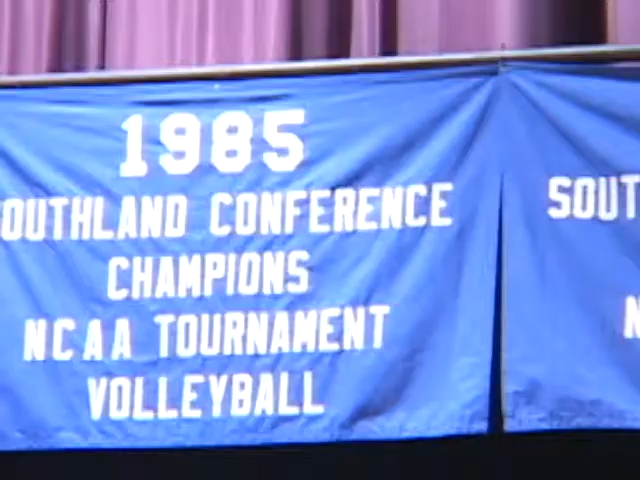 1985
OUTHLAND CONFERENCE
CHAMPIONS
NCAA TOURNAMENT
VOLLEYBALL
SOUT
N